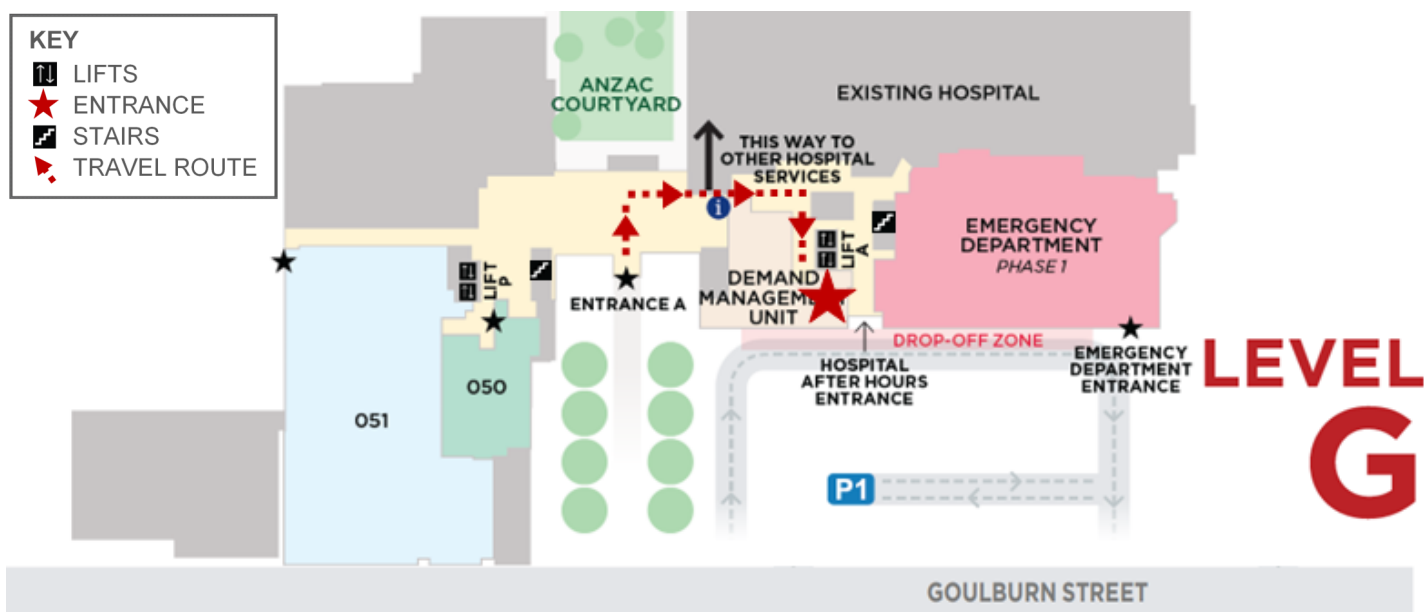 KEY
LIFTS
ENTRANCE
STAIRS
TRAVEL ROUTE
ANZAC
COURTYARD
EXISTING HOSPITAL
THIS WAY TO
OTHER HOSPITAL
SERVICES
i
EMERGENCY
DEPARTMENT
PHASE 1
LIFT
P
LIFT
A
ENTRANCE A
DEMAND
MANAGEMENT
UNIT
DROP-OFF ZONE
HOSPITAL
AFTER HOURS
ENTRANCE
EMERGENCY
DEPARTMENT
ENTRANCE
LEVEL
G
050
051
P1
GOULBURN STREET